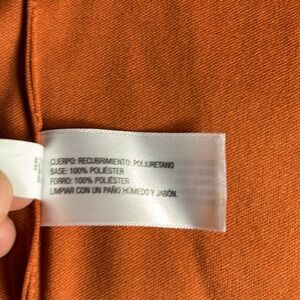 CUERPO: RECUBRIMIENTO: POLIURETANO
BASE: 100% POLIÉSTER
FORRO: 100% POLIÉSTER
LIMPIAR CON UN PAÑO HÚMEDO Y JABÓN.